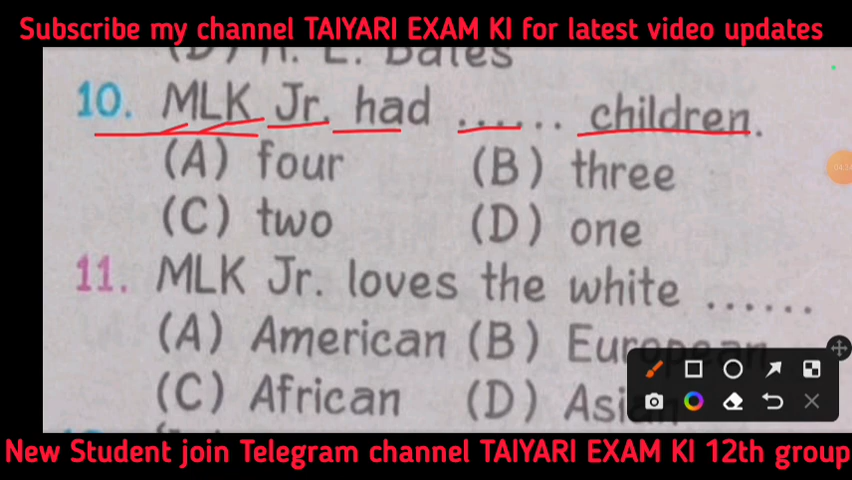 Subscribe my channel TAIYARI EXAM KI for latest video updates
(D) H. E. Bates
10. MLK Jr. had ...... children.
(A) four (B) three
(C) two (D) one
11. MLK Jr. loves the white ......
(A) American (B) European
(C) African (D) Asian
New Student join Telegram channel TAIYARI EXAM KI 12th group